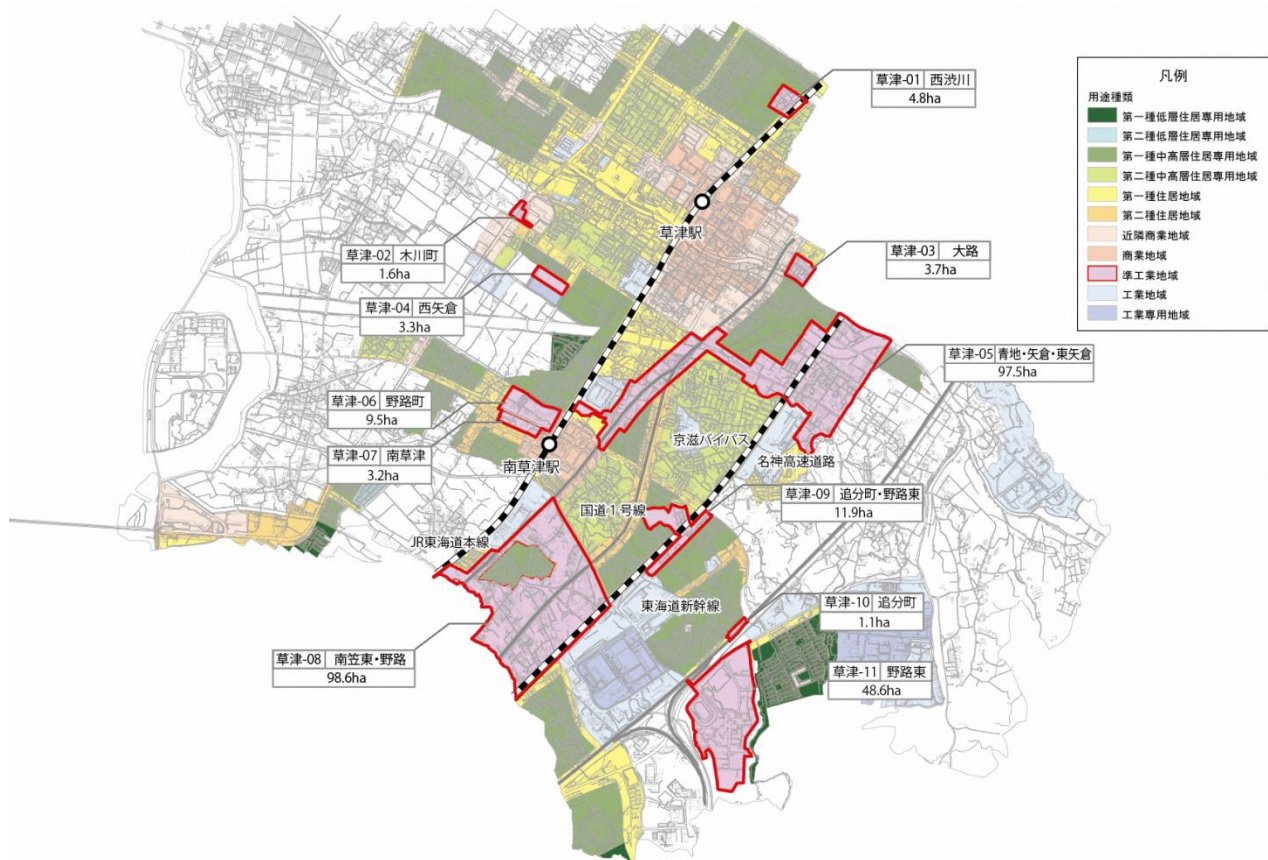 草津-01 西渋川
4.8ha
凡例
用途種類
第一種低層住居専用地域
第二種低層住居専用地域
第一種中高層住居専用地域
第二種中高層住居専用地域
第一種住居地域
第二種住居地域
近隣商業地域
商業地域
準工業地域
工業地域
工業専用地域
草津駅
草津-02 木川町
1.6ha
草津-03 大路
3.7ha
草津-04 西矢倉
3.3ha
草津-05 青地・矢倉・東矢倉
97.5ha
草津-06 野路町
9.5ha
草津-07 南草津
3.2ha
南草津駅
京滋バイパス
名神高速道路
草津-09 追分町・野路東
11.9ha
国道1号線
JR東海道本線
東海道新幹線
草津-10 追分町
1.1ha
草津-08 南笠東・野路
98.6ha
草津-11 野路東
48.6ha